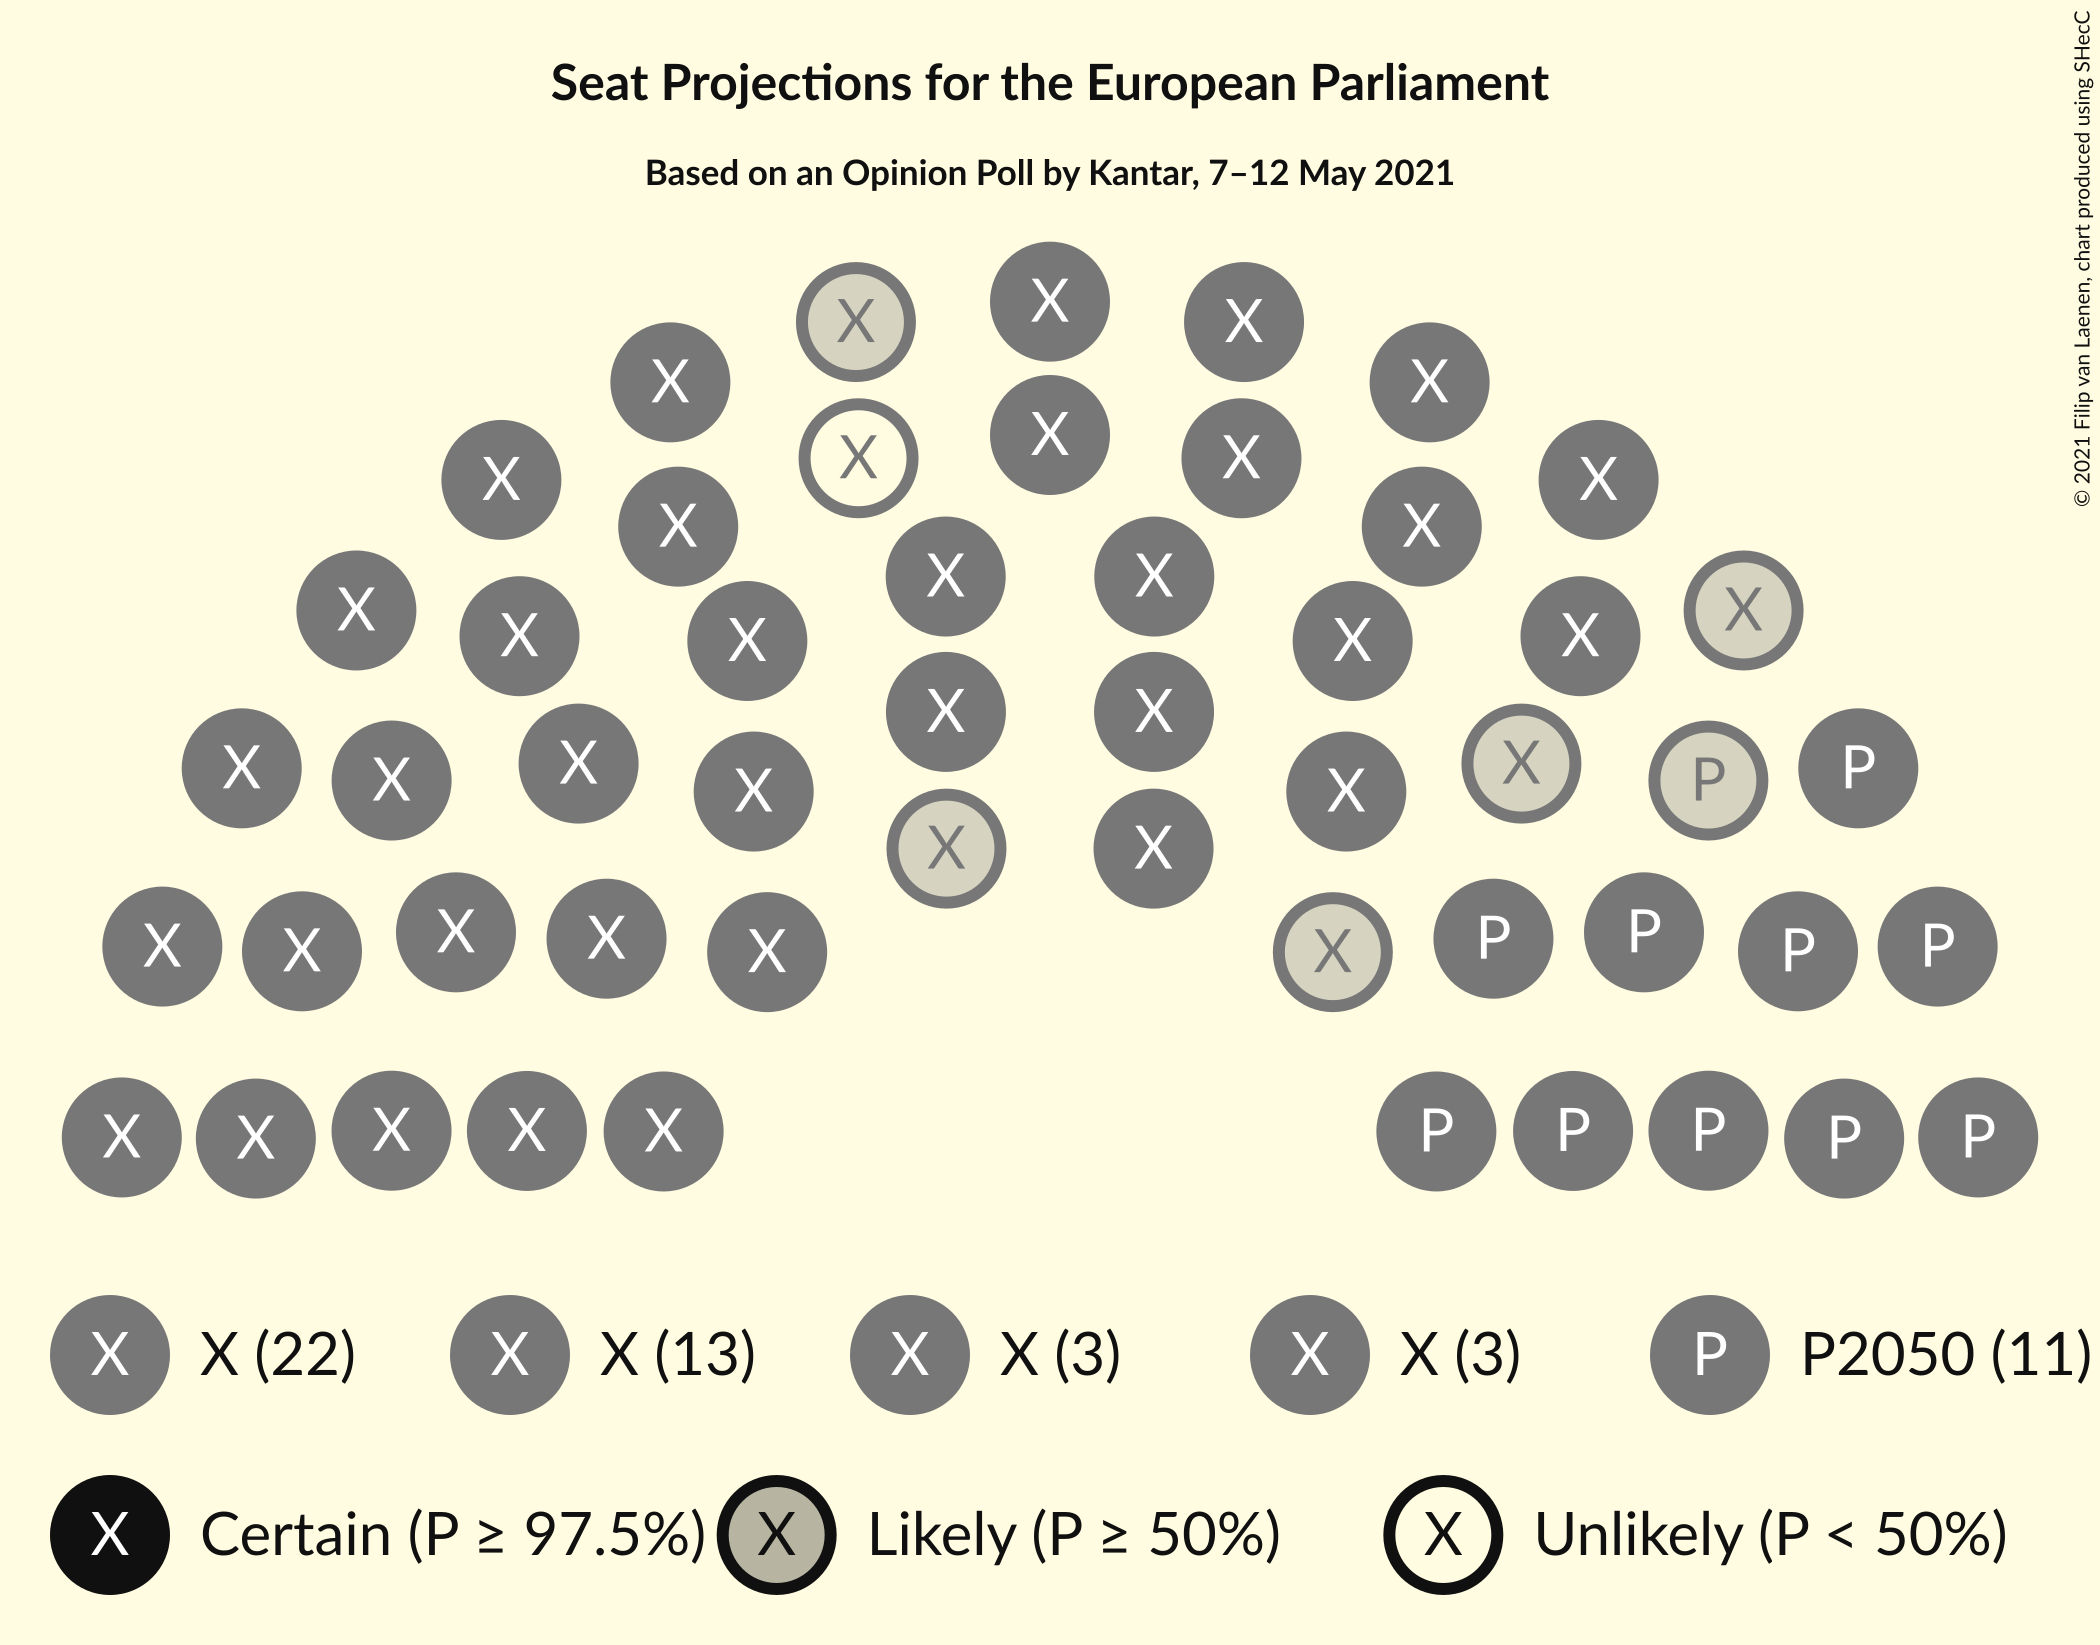 Seat Projections for the European Parliament
Based on an Opinion Poll by Kantar, 7–12 May 2021
© 2021 Filip van Laenen, chart produced using SHecC
X X X
X X
X X X
X X
X X
X X
X X X X
X X X X
X X X X P P
X X
X X
X X X X P P P P
X X X X
X X X X X P P P P P
X X (22) X X (13) X X (3) X X (3) P P2050 (11)
X Certain (P ≥ 97.5%) X Likely (P ≥ 50%) X Unlikely (P < 50%)